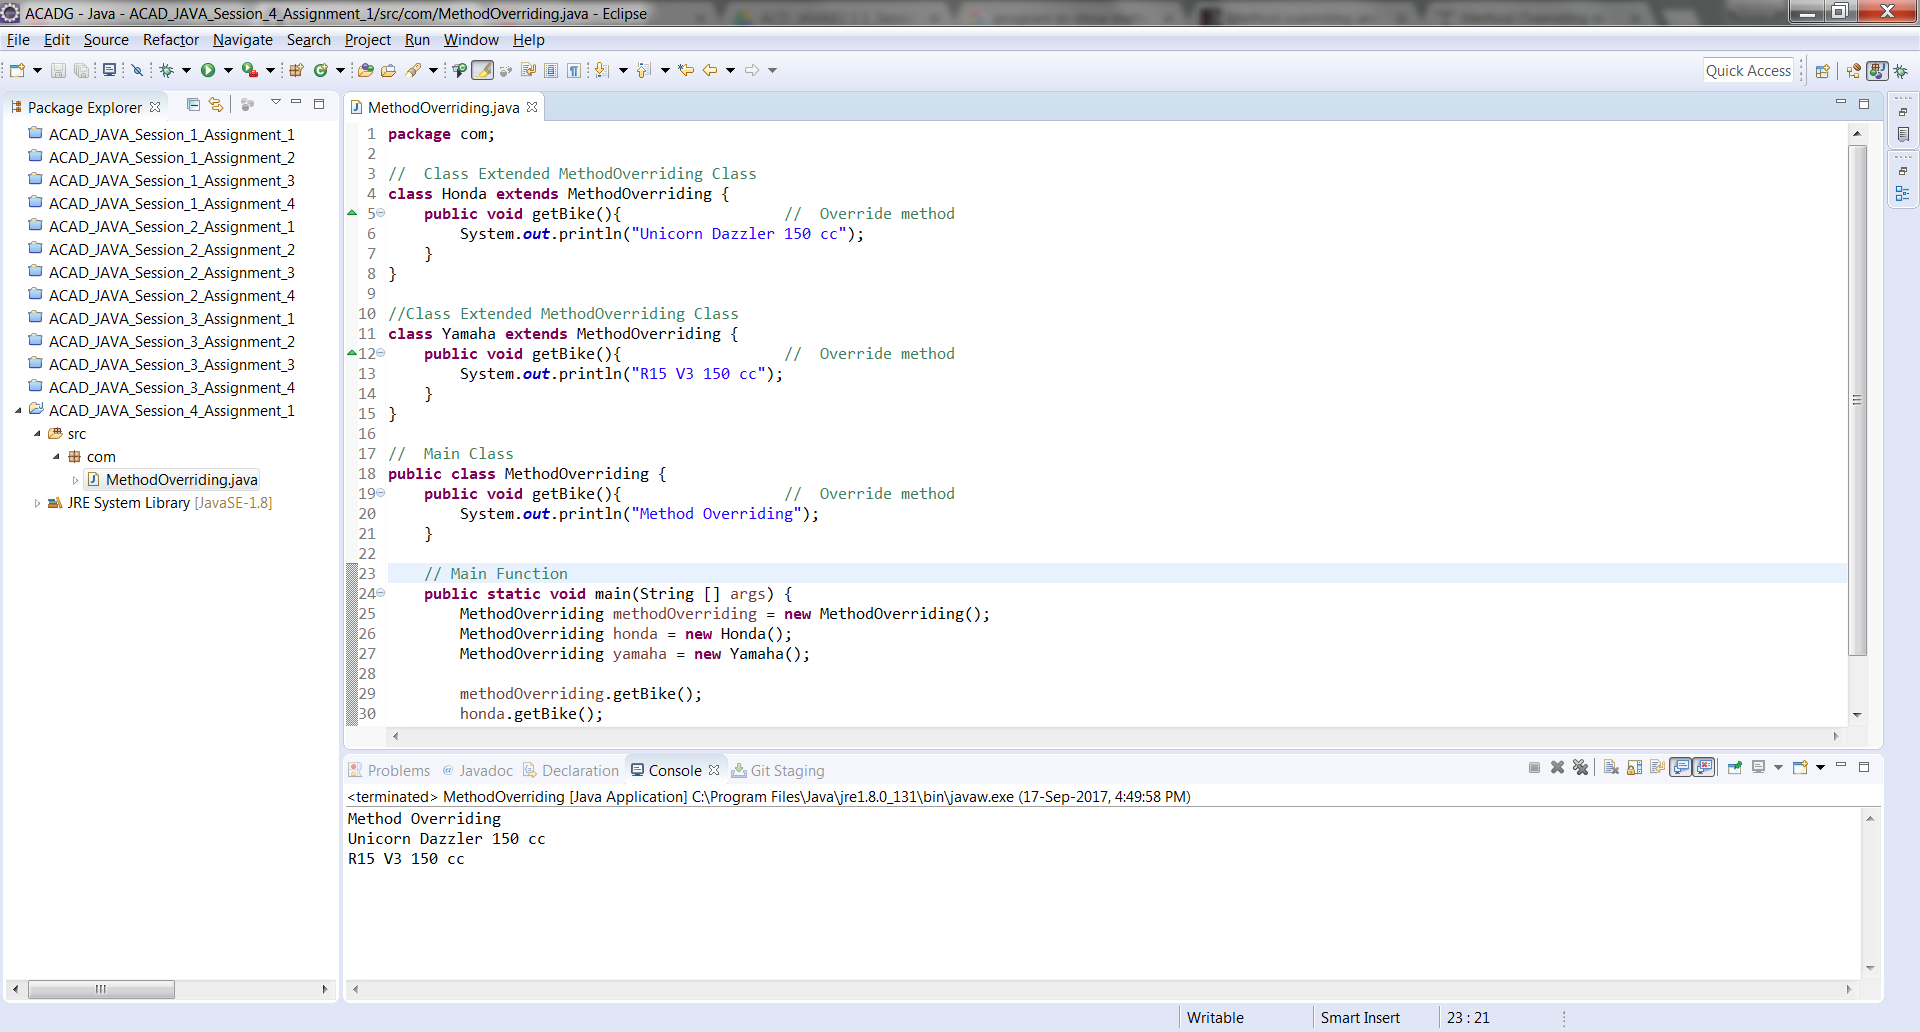 ACADG - Java - ACAD_JAVA_Session_4_Assignment_1/src/com/MethodOverriding.java - Eclipse
File Edit Source Refactor Navigate Search Project Run Window Help
Quick Access
Package Explorer
ACAD_JAVA_Session_1_Assignment_1
ACAD_JAVA_Session_1_Assignment_2
ACAD_JAVA_Session_1_Assignment_3
ACAD_JAVA_Session_1_Assignment_4
ACAD_JAVA_Session_2_Assignment_1
ACAD_JAVA_Session_2_Assignment_2
ACAD_JAVA_Session_2_Assignment_3
ACAD_JAVA_Session_2_Assignment_4
ACAD_JAVA_Session_3_Assignment_1
ACAD_JAVA_Session_3_Assignment_2
ACAD_JAVA_Session_3_Assignment_3
ACAD_JAVA_Session_3_Assignment_4
ACAD_JAVA_Session_4_Assignment_1
src
com
MethodOverriding.java
JRE System Library [JavaSE-1.8]
MethodOverriding.java
1 package com;
2
3 //  Class Extended MethodOverriding Class
4 class Honda extends MethodOverriding {
5     public void getBike(){                  //  Override method
6         System.out.println("Unicorn Dazzler 150 cc");
7     }
8 }
9
10 //Class Extended MethodOverriding Class
11 class Yamaha extends MethodOverriding {
12     public void getBike(){                  //  Override method
13         System.out.println("R15 V3 150 cc");
14     }
15 }
16
17 //  Main Class
18 public class MethodOverriding {
19     public void getBike(){                  //  Override method
20         System.out.println("Method Overriding");
21     }
22
23     // Main Function
24     public static void main(String [] args) {
25         MethodOverriding methodOverriding = new MethodOverriding();
26         MethodOverriding honda = new Honda();
27         MethodOverriding yamaha = new Yamaha();
28
29         methodOverriding.getBike();
30         honda.getBike();
Problems Javadoc Declaration Console Git Staging
<terminated> MethodOverriding [Java Application] C:\Program Files\Java\jre1.8.0_131\bin\javaw.exe (17-Sep-2017, 4:49:58 PM)
Method Overriding
Unicorn Dazzler 150 cc
R15 V3 150 cc
Writable Smart Insert 23 : 21